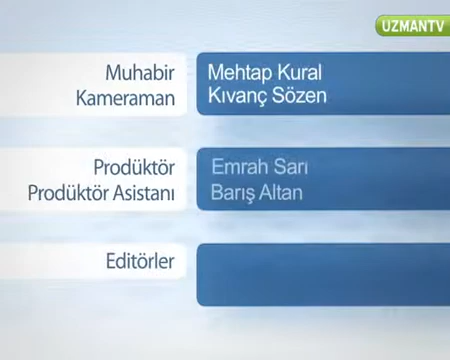 UZMANTV
Muhabir Mehtap Kural
Kameraman Kıvanç Sözen
Prodüktör Emrah Sarı
Prodüktör Asistanı Barış Altan
Editörler